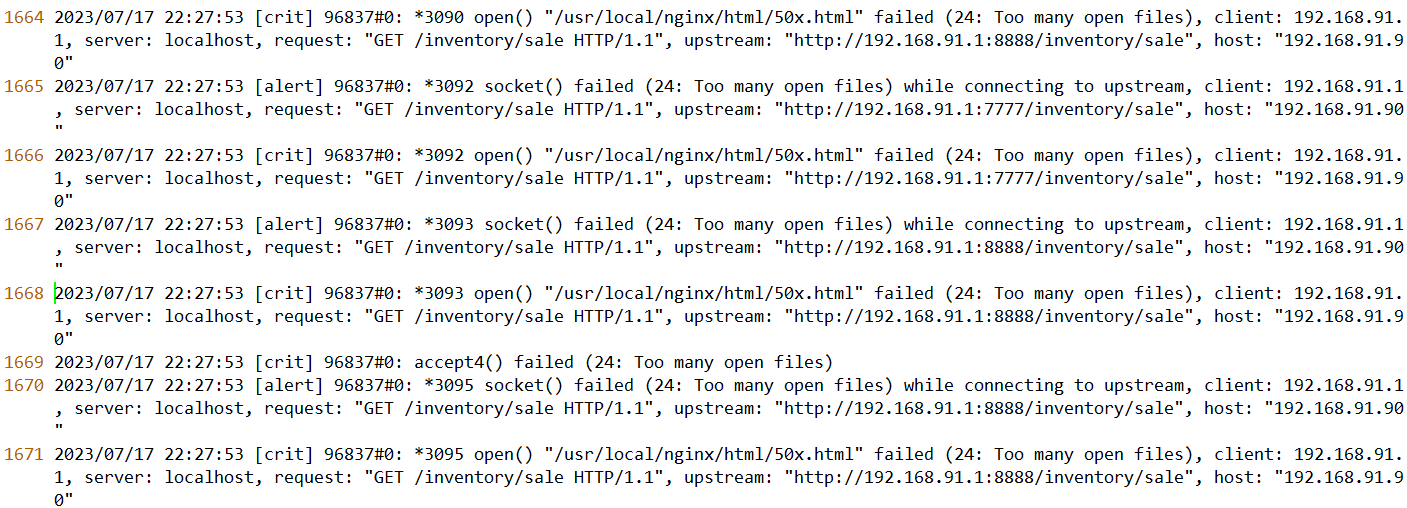 1664 2023/07/17 22:27:53 [crit] 96837#0: *3090 open() "/usr/local/nginx/html/50x.html" failed (24: Too many open files), client: 192.168.91.
1, server: localhost, request: "GET /inventory/sale HTTP/1.1", upstream: "http://192.168.91.1:8888/inventory/sale", host: "192.168.91.9
0"
1665 2023/07/17 22:27:53 [alert] 96837#0: *3092 socket() failed (24: Too many open files) while connecting to upstream, client: 192.168.91.1
, server: localhost, request: "GET /inventory/sale HTTP/1.1", upstream: "http://192.168.91.1:7777/inventory/sale", host: "192.168.91.90
"
1666 2023/07/17 22:27:53 [crit] 96837#0: *3092 open() "/usr/local/nginx/html/50x.html" failed (24: Too many open files), client: 192.168.91.
1, server: localhost, request: "GET /inventory/sale HTTP/1.1", upstream: "http://192.168.91.1:7777/inventory/sale", host: "192.168.91.9
0"
1667 2023/07/17 22:27:53 [alert] 96837#0: *3093 socket() failed (24: Too many open files) while connecting to upstream, client: 192.168.91.1
, server: localhost, request: "GET /inventory/sale HTTP/1.1", upstream: "http://192.168.91.1:8888/inventory/sale", host: "192.168.91.90
"
1668 2023/07/17 22:27:53 [crit] 96837#0: *3093 open() "/usr/local/nginx/html/50x.html" failed (24: Too many open files), client: 192.168.91.
1, server: localhost, request: "GET /inventory/sale HTTP/1.1", upstream: "http://192.168.91.1:8888/inventory/sale", host: "192.168.91.9
0"
1669 2023/07/17 22:27:53 [crit] 96837#0: accept4() failed (24: Too many open files)
1670 2023/07/17 22:27:53 [alert] 96837#0: *3095 socket() failed (24: Too many open files) while connecting to upstream, client: 192.168.91.1
, server: localhost, request: "GET /inventory/sale HTTP/1.1", upstream: "http://192.168.91.1:8888/inventory/sale", host: "192.168.91.90
"
1671 2023/07/17 22:27:53 [crit] 96837#0: *3095 open() "/usr/local/nginx/html/50x.html" failed (24: Too many open files), client: 192.168.91.
1, server: localhost, request: "GET /inventory/sale HTTP/1.1", upstream: "http://192.168.91.1:8888/inventory/sale", host: "192.168.91.9
0"